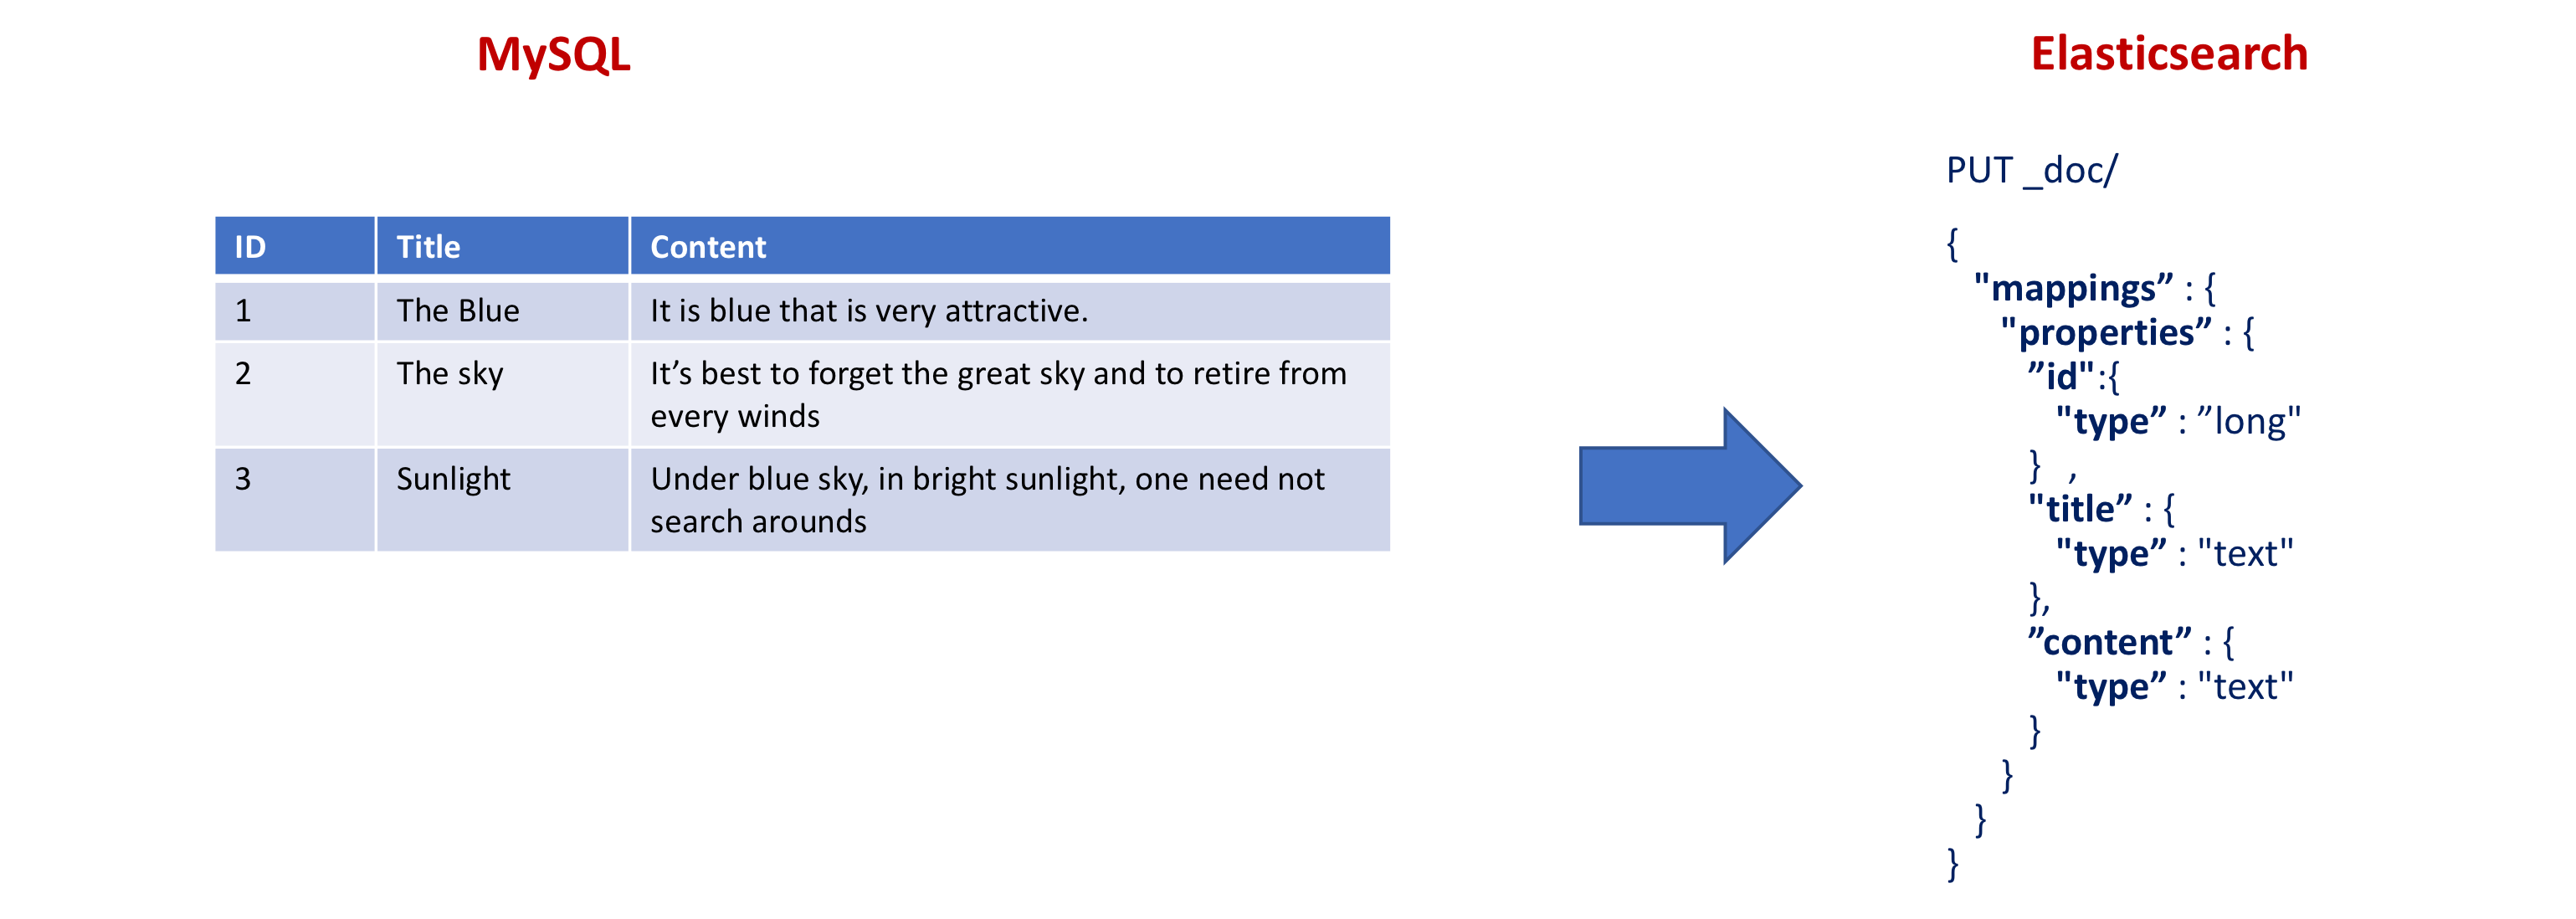 MySQL
Elasticsearch
ID Title Content
1 The Blue It is blue that is very attractive.
2 The sky It’s best to forget the great sky and to retire from
every winds
3 Sunlight Under blue sky, in bright sunlight, one need not
search arounds
PUT _doc/
{
"mappings” : {
"properties” : {
”id":{
"type” : ”long"
} ,
"title” : {
"type” : "text"
},
”content” : {
"type” : "text"
}
}
}
}